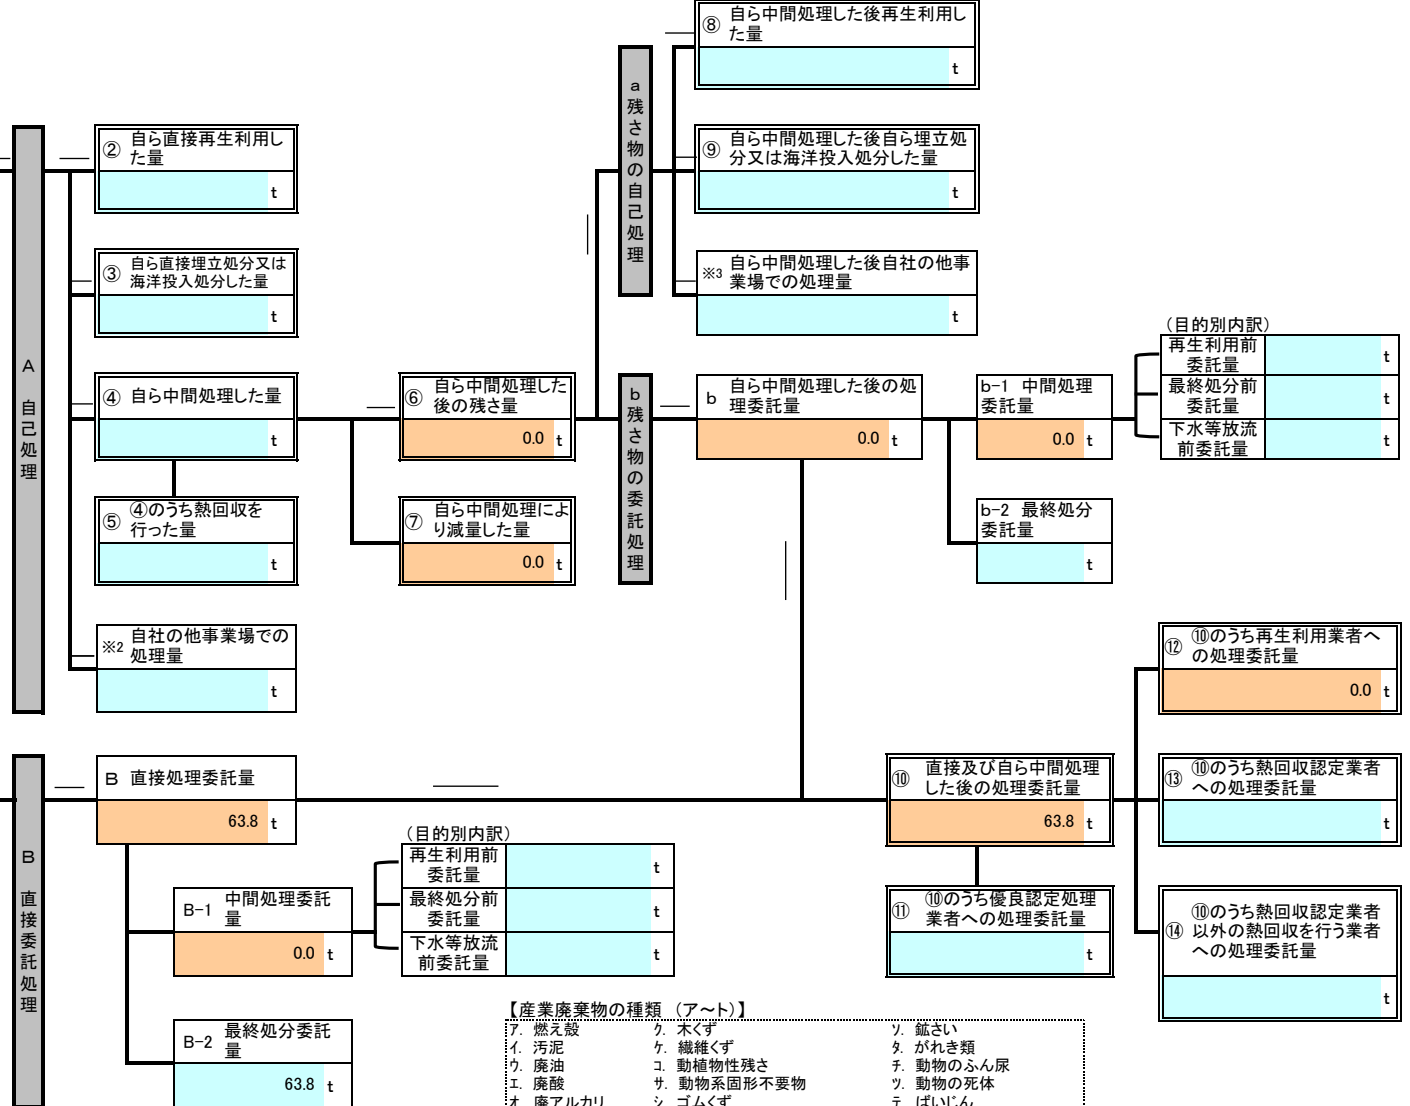 ⑧ 自ら中間処理した後再生利用し
た量
t
a
残
さ
物
の
自
己
処
理
② 自ら直接再生利用し
た量
t
⑨ 自ら中間処理した後自ら埋立処
分又は海洋投入処分した量
t
③ 自ら直接埋立処分又は
海洋投入処分した量
t
※3 自ら中間処理した後自社の他事
業場での処理量
t
A
自
己
処
理
④ 自ら中間処理した量
t
⑥ 自ら中間処理した
後の残さ量
0.0 t
b
残
さ
物
の
委
託
処
理
b 自ら中間処理した後の処
理委託量
0.0 t
b-1 中間処理
委託量
0.0 t
(目的別内訳)
再生利用前
委託量
t
最終処分前
委託量
t
下水等放流
前委託量
t
⑤ ④のうち熱回収を
行った量
t
⑦ 自ら中間処理によ
り減量した量
0.0 t
b-2 最終処分
委託量
t
※2 自社の他事業場での
処理量
t
⑫ ⑩のうち再生利用業者へ
の処理委託量
0.0 t
B
直
接
委
託
処
理
B 直接処理委託量
63.8 t
⑩ 直接及び自ら中間処理
した後の処理委託量
63.8 t
⑬ ⑩のうち熱回収認定業者
への処理委託量
t
(目的別内訳)
再生利用前
委託量
t
最終処分前
委託量
t
下水等放流
前委託量
t
B-1 中間処理委託
量
0.0 t
⑪ ⑩のうち優良認定処理
業者への処理委託量
t
⑭ ⑩のうち熱回収認定業者
以外の熱回収を行う業者
への処理委託量
t
B-2 最終処分委託
量
63.8 t
【産業廃棄物の種類 (ア~ト)】
ア. 燃え殻 ク. 木くず ソ. 鉱さい
イ. 汚泥 ケ. 繊維くず タ. がれき類
ウ. 廃油 コ. 動植物性残さ チ. 動物のふん尿
エ. 廃酸 サ. 動物系固形不要物 ツ. 動物の死体
オ. 廃アルカリ シ. ゴムくず テ. ばいじん